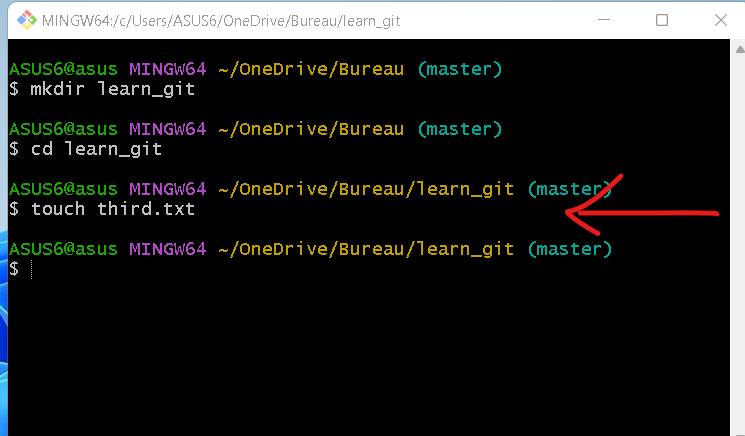 MINGW64:/c/Users/ASUS6/OneDrive/Bureau/learn_git
ASUS6@asus MINGW64 ~/OneDrive/Bureau (master)
$ mkdir learn_git
ASUS6@asus MINGW64 ~/OneDrive/Bureau (master)
$ cd learn_git
ASUS6@asus MINGW64 ~/OneDrive/Bureau/learn_git (master)
$ touch third.txt
ASUS6@asus MINGW64 ~/OneDrive/Bureau/learn_git (master)
$